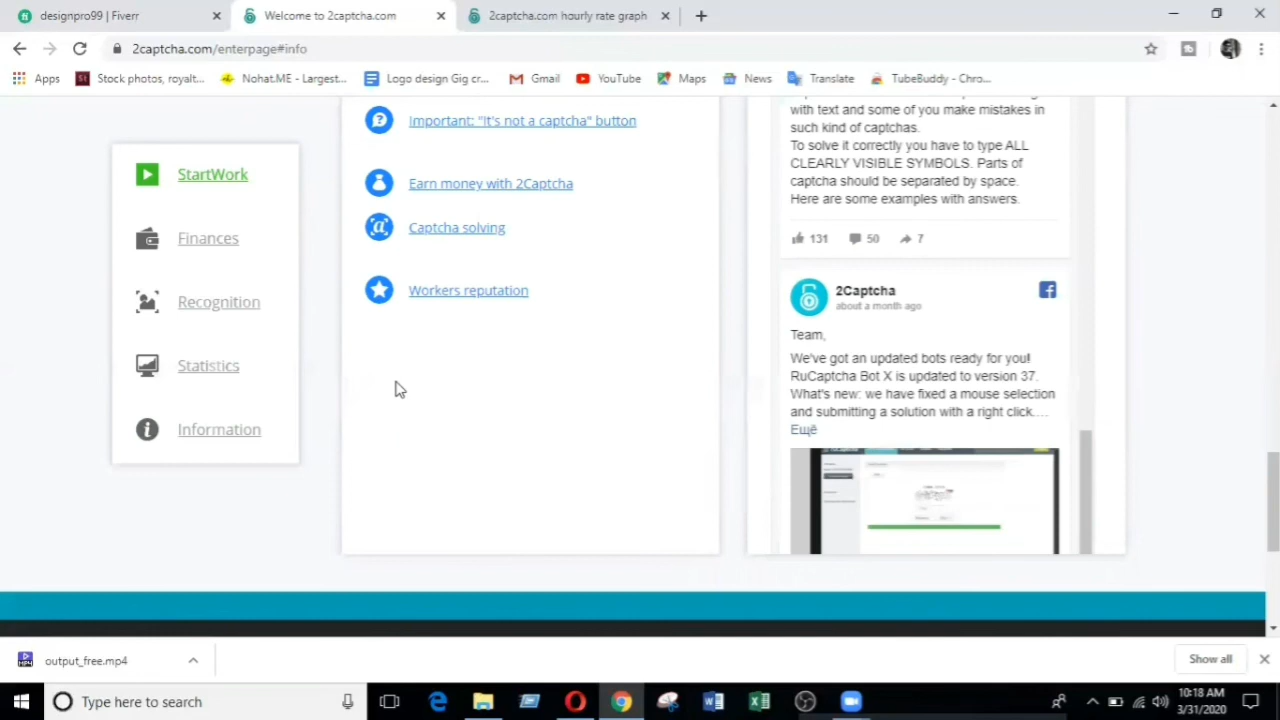 designpro99 | Fiverr
Welcome to 2captcha.com
2captcha.com hourly rate graph
2captcha.com/enterpage#info
Apps
Stock photos, royalt...
Nohat.ME - Largest...
Logo design Gig cr...
Gmail
YouTube
Maps
News
Translate
TubeBuddy - Chro...
StartWork
Finances
Recognition
Statistics
Information
Important: "It's not a captcha" button
Earn money with 2Captcha
Captcha solving
Workers reputation
with text and some of you make mistakes in
such kind of captchas.
To solve it correctly you have to type ALL
CLEARLY VISIBLE SYMBOLS. Parts of
captcha should be separated by space.
Here are some examples with answers.
131 50 7
2Captcha
about a month ago
Team,
We've got an updated bots ready for you!
RuCaptcha Bot X is updated to version 37.
What's new: we have fixed a mouse selection
and submitting a solution with a right click....
Ещё
output_free.mp4
Show all
Type here to search
10:18 AM
3/31/2020